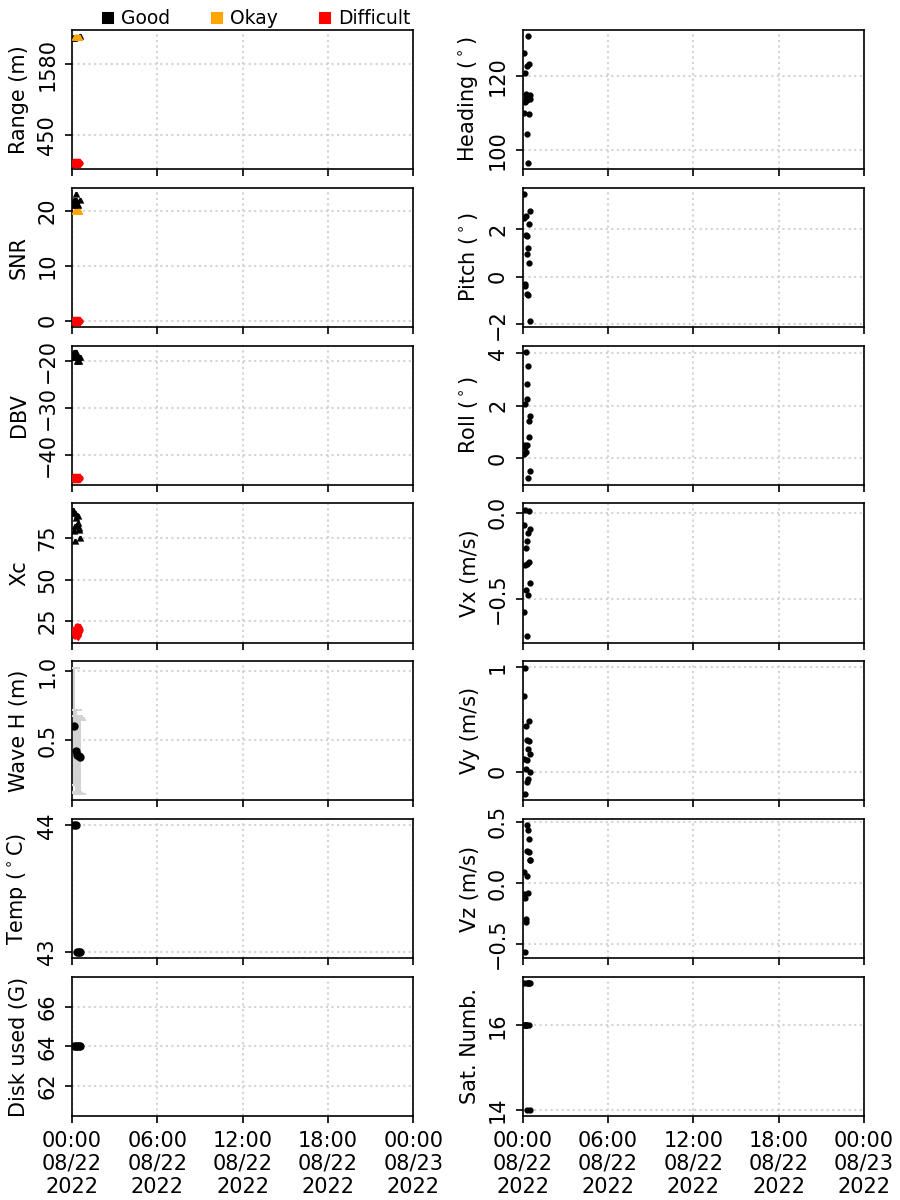 Good Okay Difficult
Range (m)
1580
450
Heading (°)
120
100
SNR
20
10
0
Pitch (°)
2
0
−2
DBV
−20
−30
−40
Roll (°)
4
2
0
Xc
75
50
25
Vx (m/s)
0.0
−0.5
Wave H (m)
1.0
0.5
Vy (m/s)
1
0
Temp (°C)
44
43
Vz (m/s)
0.5
0.0
−0.5
Disk used (G)
66
64
62
Sat. Numb.
16
14
00:00 06:00 12:00 18:00 00:00
08/22 08/22 08/22 08/22 08/23
2022 2022 2022 2022 2022
00:00 06:00 12:00 18:00 00:00
08/22 08/22 08/22 08/22 08/23
2022 2022 2022 2022 2022